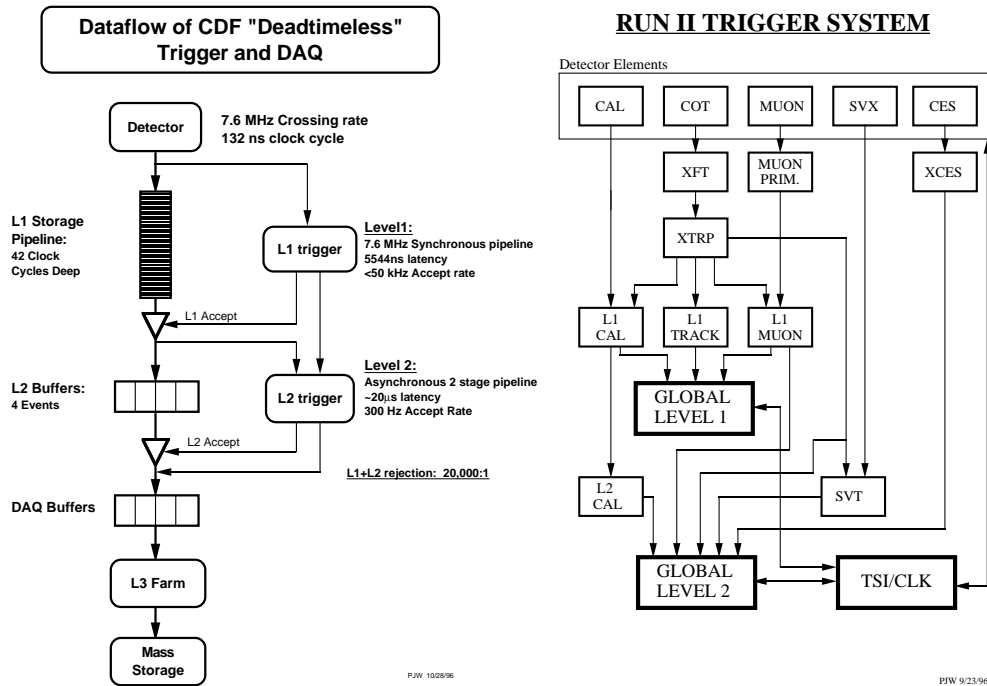 Dataflow of CDF "Deadtimeless"
Trigger and DAQ
Detector
7.6 MHz Crossing rate
132 ns clock cycle
L1 Storage
Pipeline:
42 Clock
Cycles Deep
L1 trigger
Level1:
7.6 MHz Synchronous pipeline
5544ns latency
<50 kHz Accept rate
L1 Accept
L2 Buffers:
4 Events
L2 trigger
Level 2:
Asynchronous 2 stage pipeline
~20µs latency
300 Hz Accept Rate
L2 Accept
L1+L2 rejection: 20,000:1
DAQ Buffers
L3 Farm
Mass
Storage
PJW 10/28/96
RUN II TRIGGER SYSTEM
Detector Elements
CAL
COT
MUON
SVX
CES
XFT
MUON
PRIM.
XCES
XTRP
L1
CAL
L1
TRACK
L1
MUON
GLOBAL
LEVEL 1
L2
CAL
SVT
GLOBAL
LEVEL 2
TSI/CLK
PJW 9/23/96